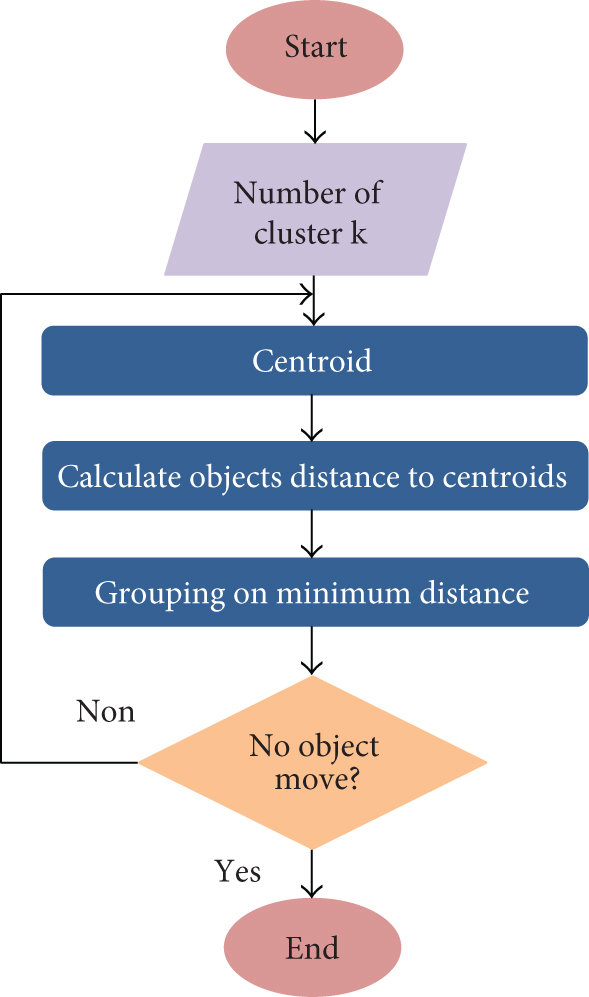 Start
Number of
cluster k
Centroid
Calculate objects distance to centroids
Grouping on minimum distance
Non
No object
move?
Yes
End